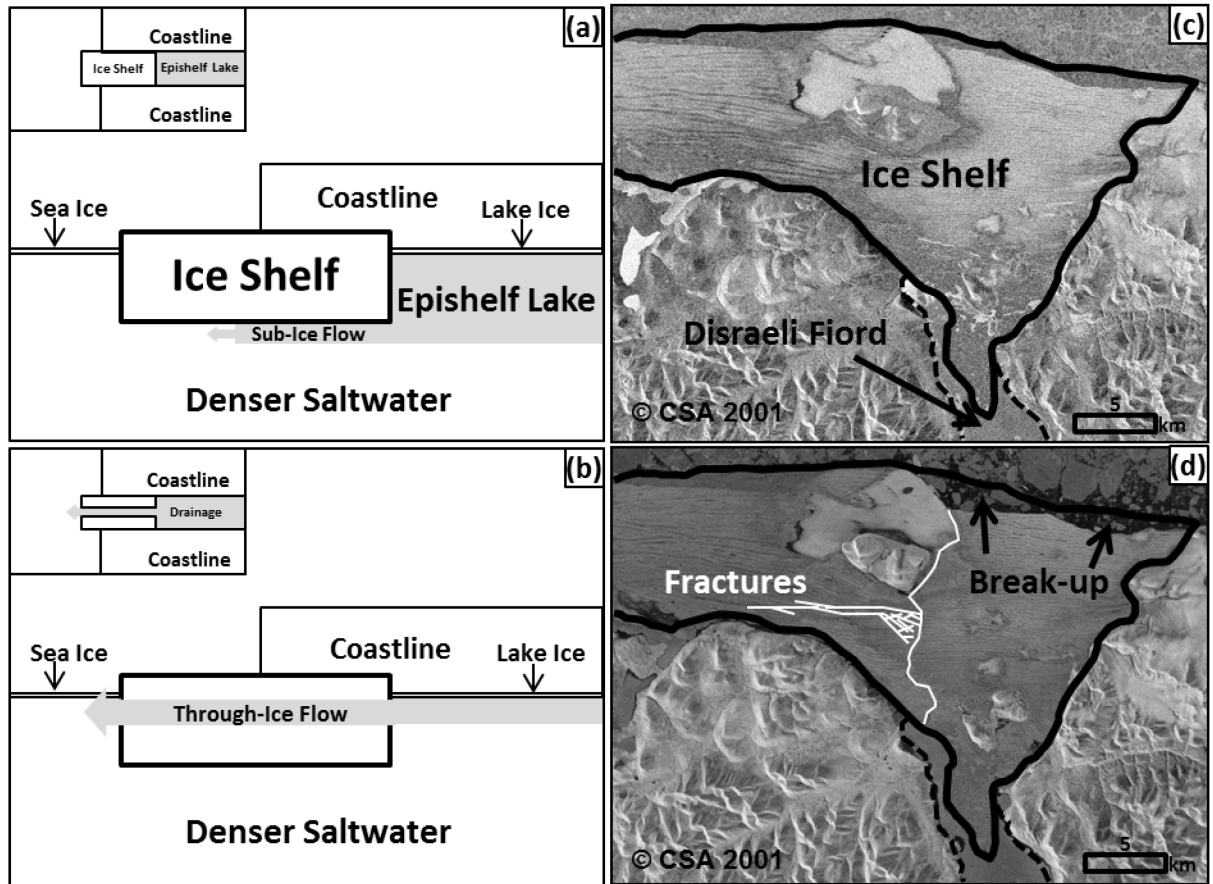 (a)
Coastline
Ice Shelf
Epishelf Lake
Coastline
Coastline
Sea Ice
Lake Ice
Ice Shelf
Epishelf Lake
Sub-Ice Flow
Denser Saltwater
(b)
Coastline
Drainage
Coastline
Coastline
Sea Ice
Lake Ice
Through-Ice Flow
Denser Saltwater
(c)
Ice Shelf
Disraeli Fiord
© CSA 2001
5
km
(d)
Fractures
Break-up
© CSA 2001
5
km